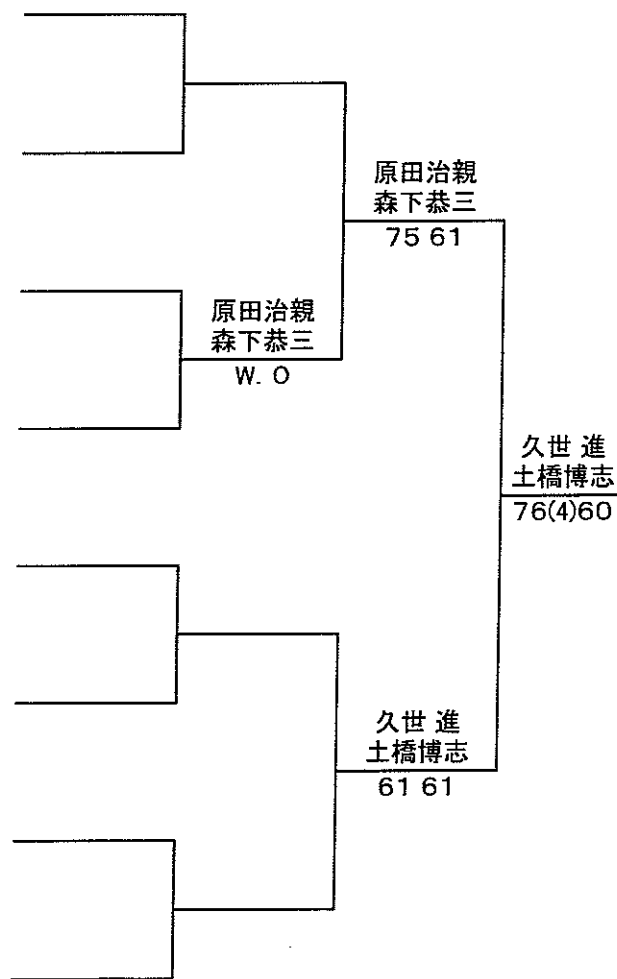 原田治親
森下恭三
75 61
原田治親
森下恭三
W. O
久世 進
土橋博志
76(4)60
久世 進
土橋博志
61 61